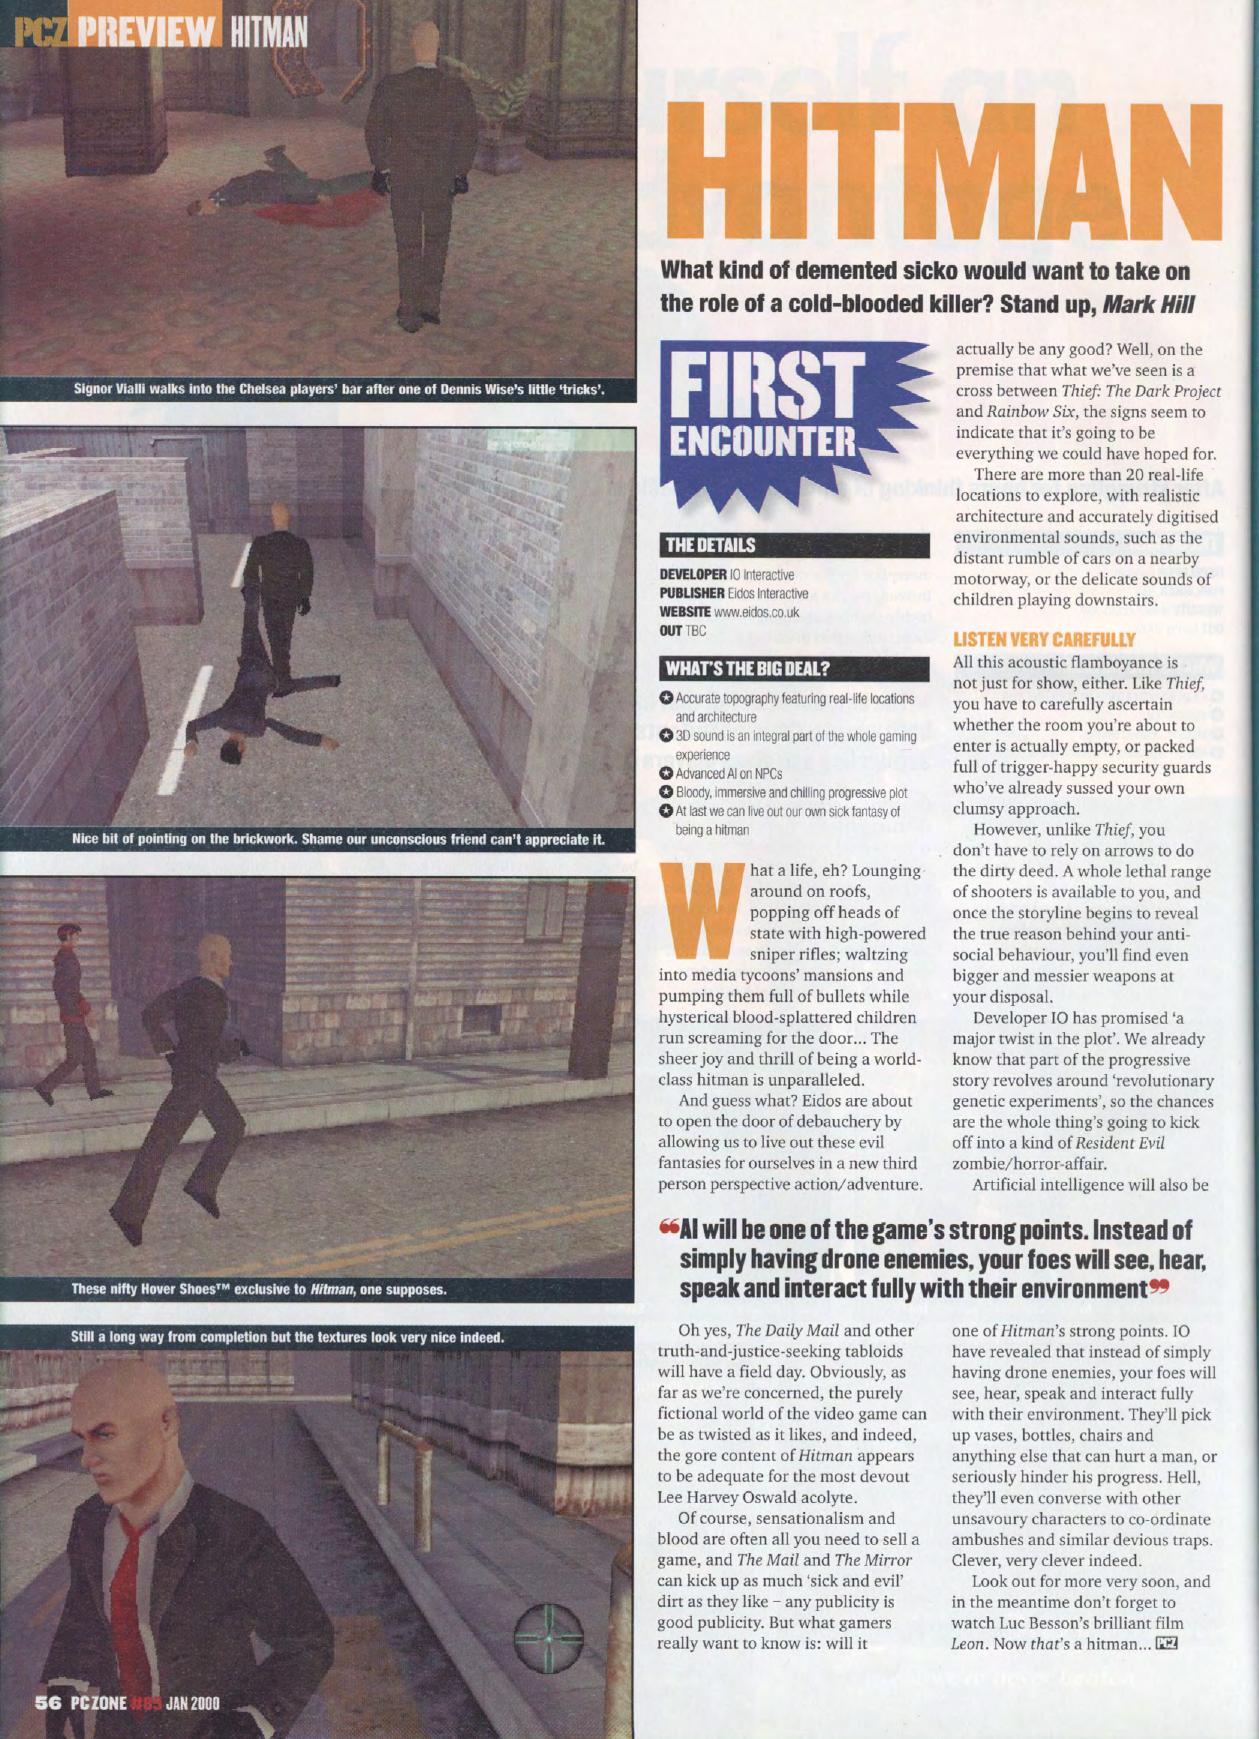 PCZ PREVIEW HITMAN
Signor Vialli walks into the Chelsea players' bar after one of Dennis Wise's little 'tricks'.
Nice bit of pointing on the brickwork. Shame our unconscious friend can't appreciate it.
These nifty Hover Shoes™ exclusive to Hitman, one supposes.
Still a long way from completion but the textures look very nice indeed.
56 PC ZONE #85 JAN 2000
HITMAN
What kind of demented sicko would want to take on
the role of a cold-blooded killer? Stand up, Mark Hill
FIRST
ENCOUNTER
THE DETAILS
DEVELOPER IO Interactive
PUBLISHER Eidos Interactive
WEBSITE www.eidos.co.uk
OUT TBC
WHAT'S THE BIG DEAL?
Accurate topography featuring real-life locations
and architecture
3D sound is an integral part of the whole gaming
experience
Advanced AI on NPCs
Bloody, immersive and chilling progressive plot
At last we can live out our own sick fantasy of
being a hitman
What a life, eh? Lounging
around on roofs,
popping off heads of
state with high-powered
sniper rifles; waltzing
into media tycoons' mansions and
pumping them full of bullets while
hysterical blood-splattered children
run screaming for the door... The
sheer joy and thrill of being a world-
class hitman is unparalleled.
And guess what? Eidos are about
to open the door of debauchery by
allowing us to live out these evil
fantasies for ourselves in a new third
person perspective action/adventure.
Oh yes, The Daily Mail and other
truth-and-justice-seeking tabloids
will have a field day. Obviously, as
far as we're concerned, the purely
fictional world of the video game can
be as twisted as it likes, and indeed,
the gore content of Hitman appears
to be adequate for the most devout
Lee Harvey Oswald acolyte.
Of course, sensationalism and
blood are often all you need to sell a
game, and The Mail and The Mirror
can kick up as much 'sick and evil'
dirt as they like – any publicity is
good publicity. But what gamers
really want to know is: will it
actually be any good? Well, on the
premise that what we've seen is a
cross between Thief: The Dark Project
and Rainbow Six, the signs seem to
indicate that it's going to be
everything we could have hoped for.
There are more than 20 real-life
locations to explore, with realistic
architecture and accurately digitised
environmental sounds, such as the
distant rumble of cars on a nearby
motorway, or the delicate sounds of
children playing downstairs.
LISTEN VERY CAREFULLY
All this acoustic flamboyance is
not just for show, either. Like Thief,
you have to carefully ascertain
whether the room you're about to
enter is actually empty, or packed
full of trigger-happy security guards
who've already sussed your own
clumsy approach.
However, unlike Thief, you
don't have to rely on arrows to do
the dirty deed. A whole lethal range
of shooters is available to you, and
once the storyline begins to reveal
the true reason behind your anti-
social behaviour, you'll find even
bigger and messier weapons at
your disposal.
Developer IO has promised 'a
major twist in the plot'. We already
know that part of the progressive
story revolves around 'revolutionary
genetic experiments', so the chances
are the whole thing's going to kick
off into a kind of Resident Evil
zombie/horror-affair.
Artificial intelligence will also be
“AI will be one of the game's strong points. Instead of
simply having drone enemies, your foes will see, hear,
speak and interact fully with their environment”
one of Hitman's strong points. IO
have revealed that instead of simply
having drone enemies, your foes will
see, hear, speak and interact fully
with their environment. They'll pick
up vases, bottles, chairs and
anything else that can hurt a man, or
seriously hinder his progress. Hell,
they'll even converse with other
unsavoury characters to co-ordinate
ambushes and similar devious traps.
Clever, very clever indeed.
Look out for more very soon, and
in the meantime don't forget to
watch Luc Besson's brilliant film
Leon. Now that's a hitman... PCZ